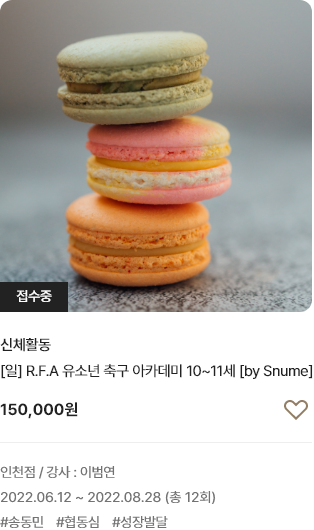 접수중
신체활동
[일] R.F.A 유소년 축구 아카데미 10~11세 [by Snume]
150,000원
인천점 / 강사 : 이범연
2022.06.12 ~ 2022.08.28 (총 12회)
#송동민 #협동심 #성장발달